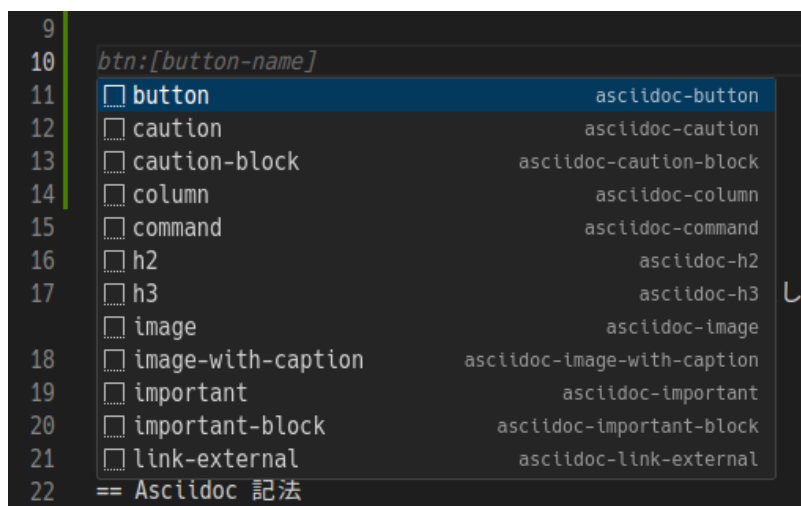 9
10 btn:[button-name]
11 button asciidoc-button
12 caution asciidoc-caution
13 caution-block asciidoc-caution-block
14 column asciidoc-column
15 command asciidoc-command
16 h2 asciidoc-h2
17 h3 asciidoc-h3 し
image asciidoc-image
18 image-with-caption asciidoc-image-with-caption
19 important asciidoc-important
20 important-block asciidoc-important-block
21 link-external asciidoc-link-external
22 == Asciidoc 記法